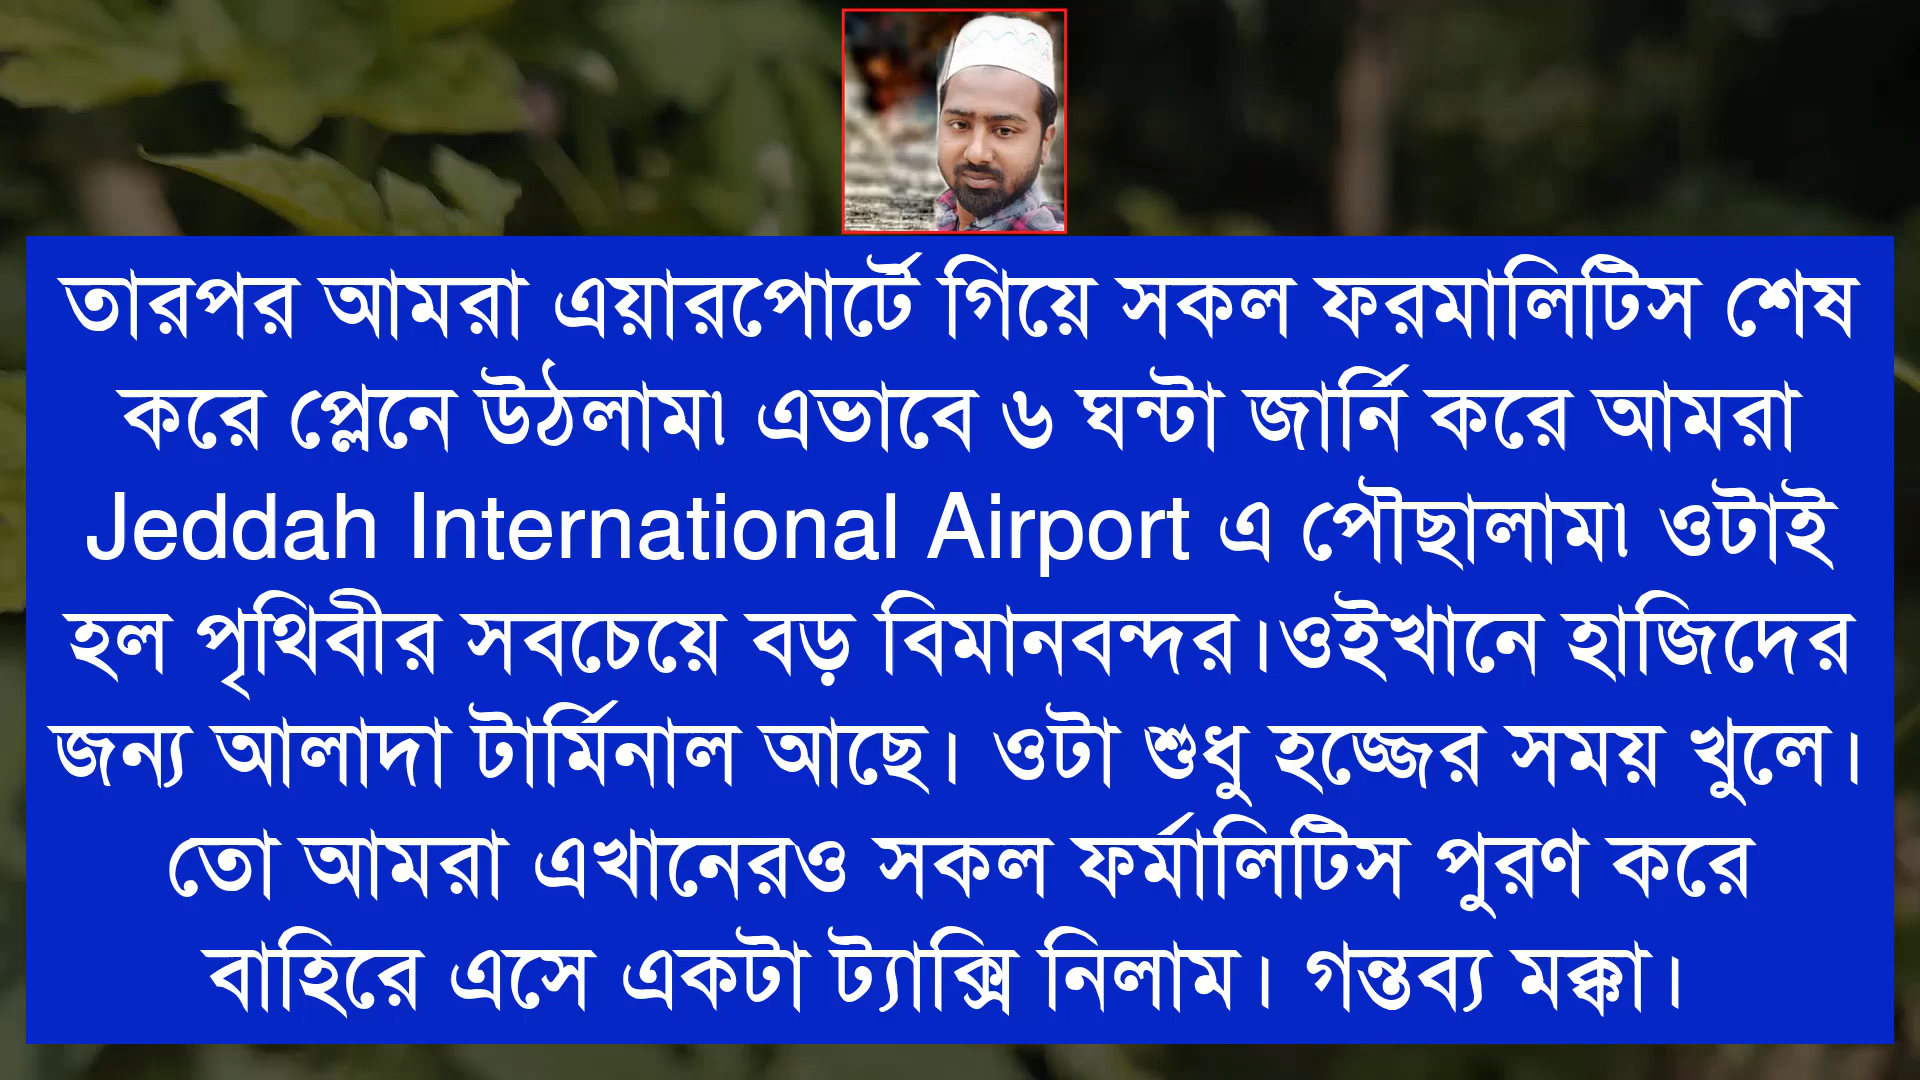 তারপর আমরা এয়ারপোর্টে গিয়ে সকল ফরমালিটিস শেষ
করে প্লেনে উঠলাম৷ এভাবে ৬ ঘন্টা জার্নি করে আমরা
Jeddah International Airport এ পৌছালাম৷ ওটাই
হল পৃথিবীর সবচেয়ে বড় বিমানবন্দর।ওইখানে হাজিদের
জন্য আলাদা টার্মিনাল আছে। ওটা শুধু হজ্জের সময় খুলে।
তো আমরা এখানেরও সকল ফর্মালিটিস পুরণ করে
বাহিরে এসে একটা ট্যাক্সি নিলাম। গন্তব্য মক্কা।